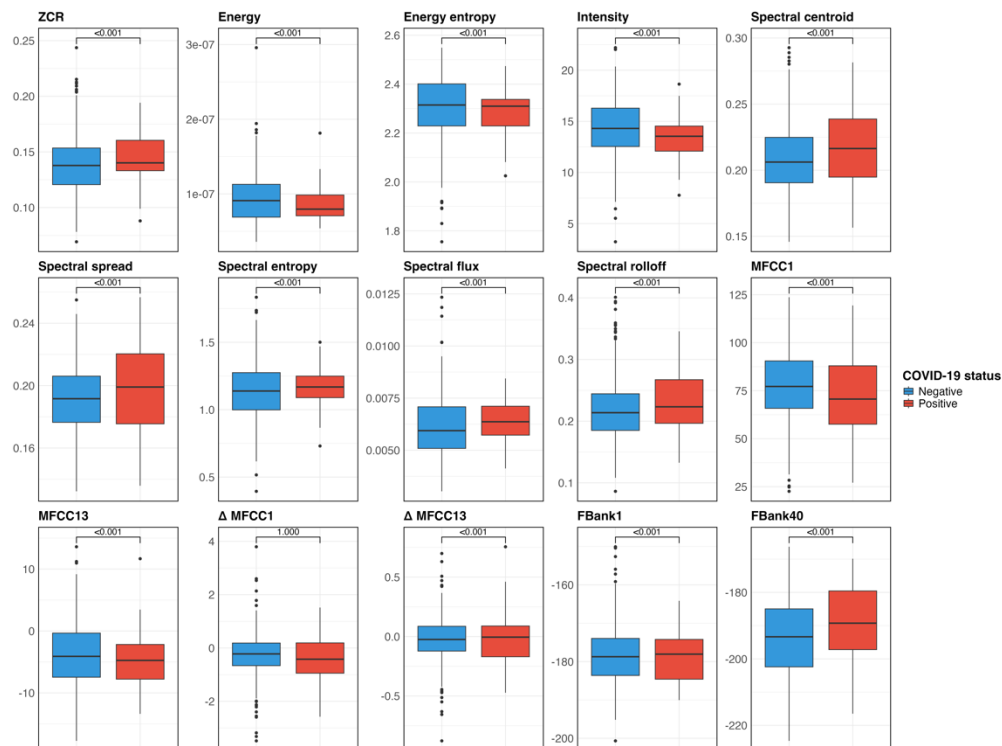 ZCR Energy Energy entropy Intensity Spectral centroid
<0.001 <0.001 <0.001 <0.001 <0.001
0.25 0.20 0.15 0.10
3e-07 2e-07 1e-07
2.6 2.4 2.2 2.0 1.8
20 15 10 5
0.30 0.25 0.20 0.15
Spectral spread Spectral entropy Spectral flux Spectral rolloff MFCC1
<0.001 <0.001 <0.001 <0.001 <0.001
0.24 0.20 0.16
1.5 1.0 0.5
0.0125 0.0100 0.0075 0.0050
0.4 0.3 0.2 0.1
125 100 75 50 25
COVID-19 status
Negative
Positive
MFCC13 Δ MFCC1 Δ MFCC13 FBank1 FBank40
<0.001 1.000 <0.001 <0.001 <0.001
10 0 -10
4 2 0 -2
0.5 0.0 -0.5
-160 -180 -200
-180 -200 -220